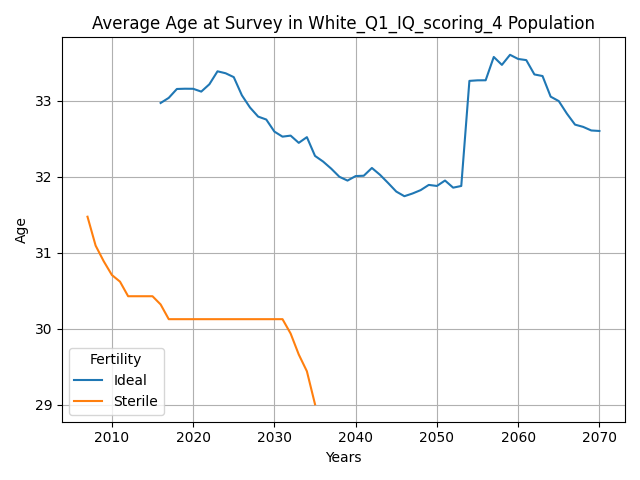 Average Age at Survey in White_Q1_IQ_scoring_4 Population
Age
33
32
31
30
29
Fertility
Ideal
Sterile
2010 2020 2030 2040 2050 2060 2070
Years